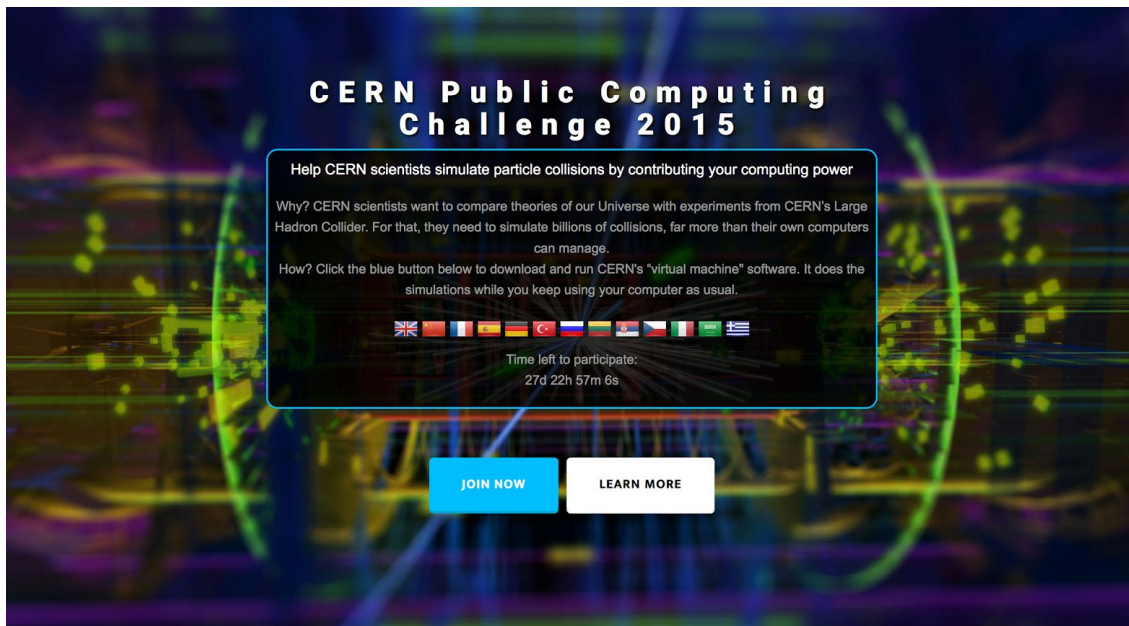 CERN Public Computing
Challenge 2015
Help CERN scientists simulate particle collisions by contributing your computing power
Why? CERN scientists want to compare theories of our Universe with experiments from CERN's Large
Hadron Collider. For that, they need to simulate billions of collisions, far more than their own computers
can manage.
How? Click the blue button below to download and run CERN's "virtual machine" software. It does the
simulations while you keep using your computer as usual.
Time left to participate:
27d 22h 57m 6s
JOIN NOW
LEARN MORE